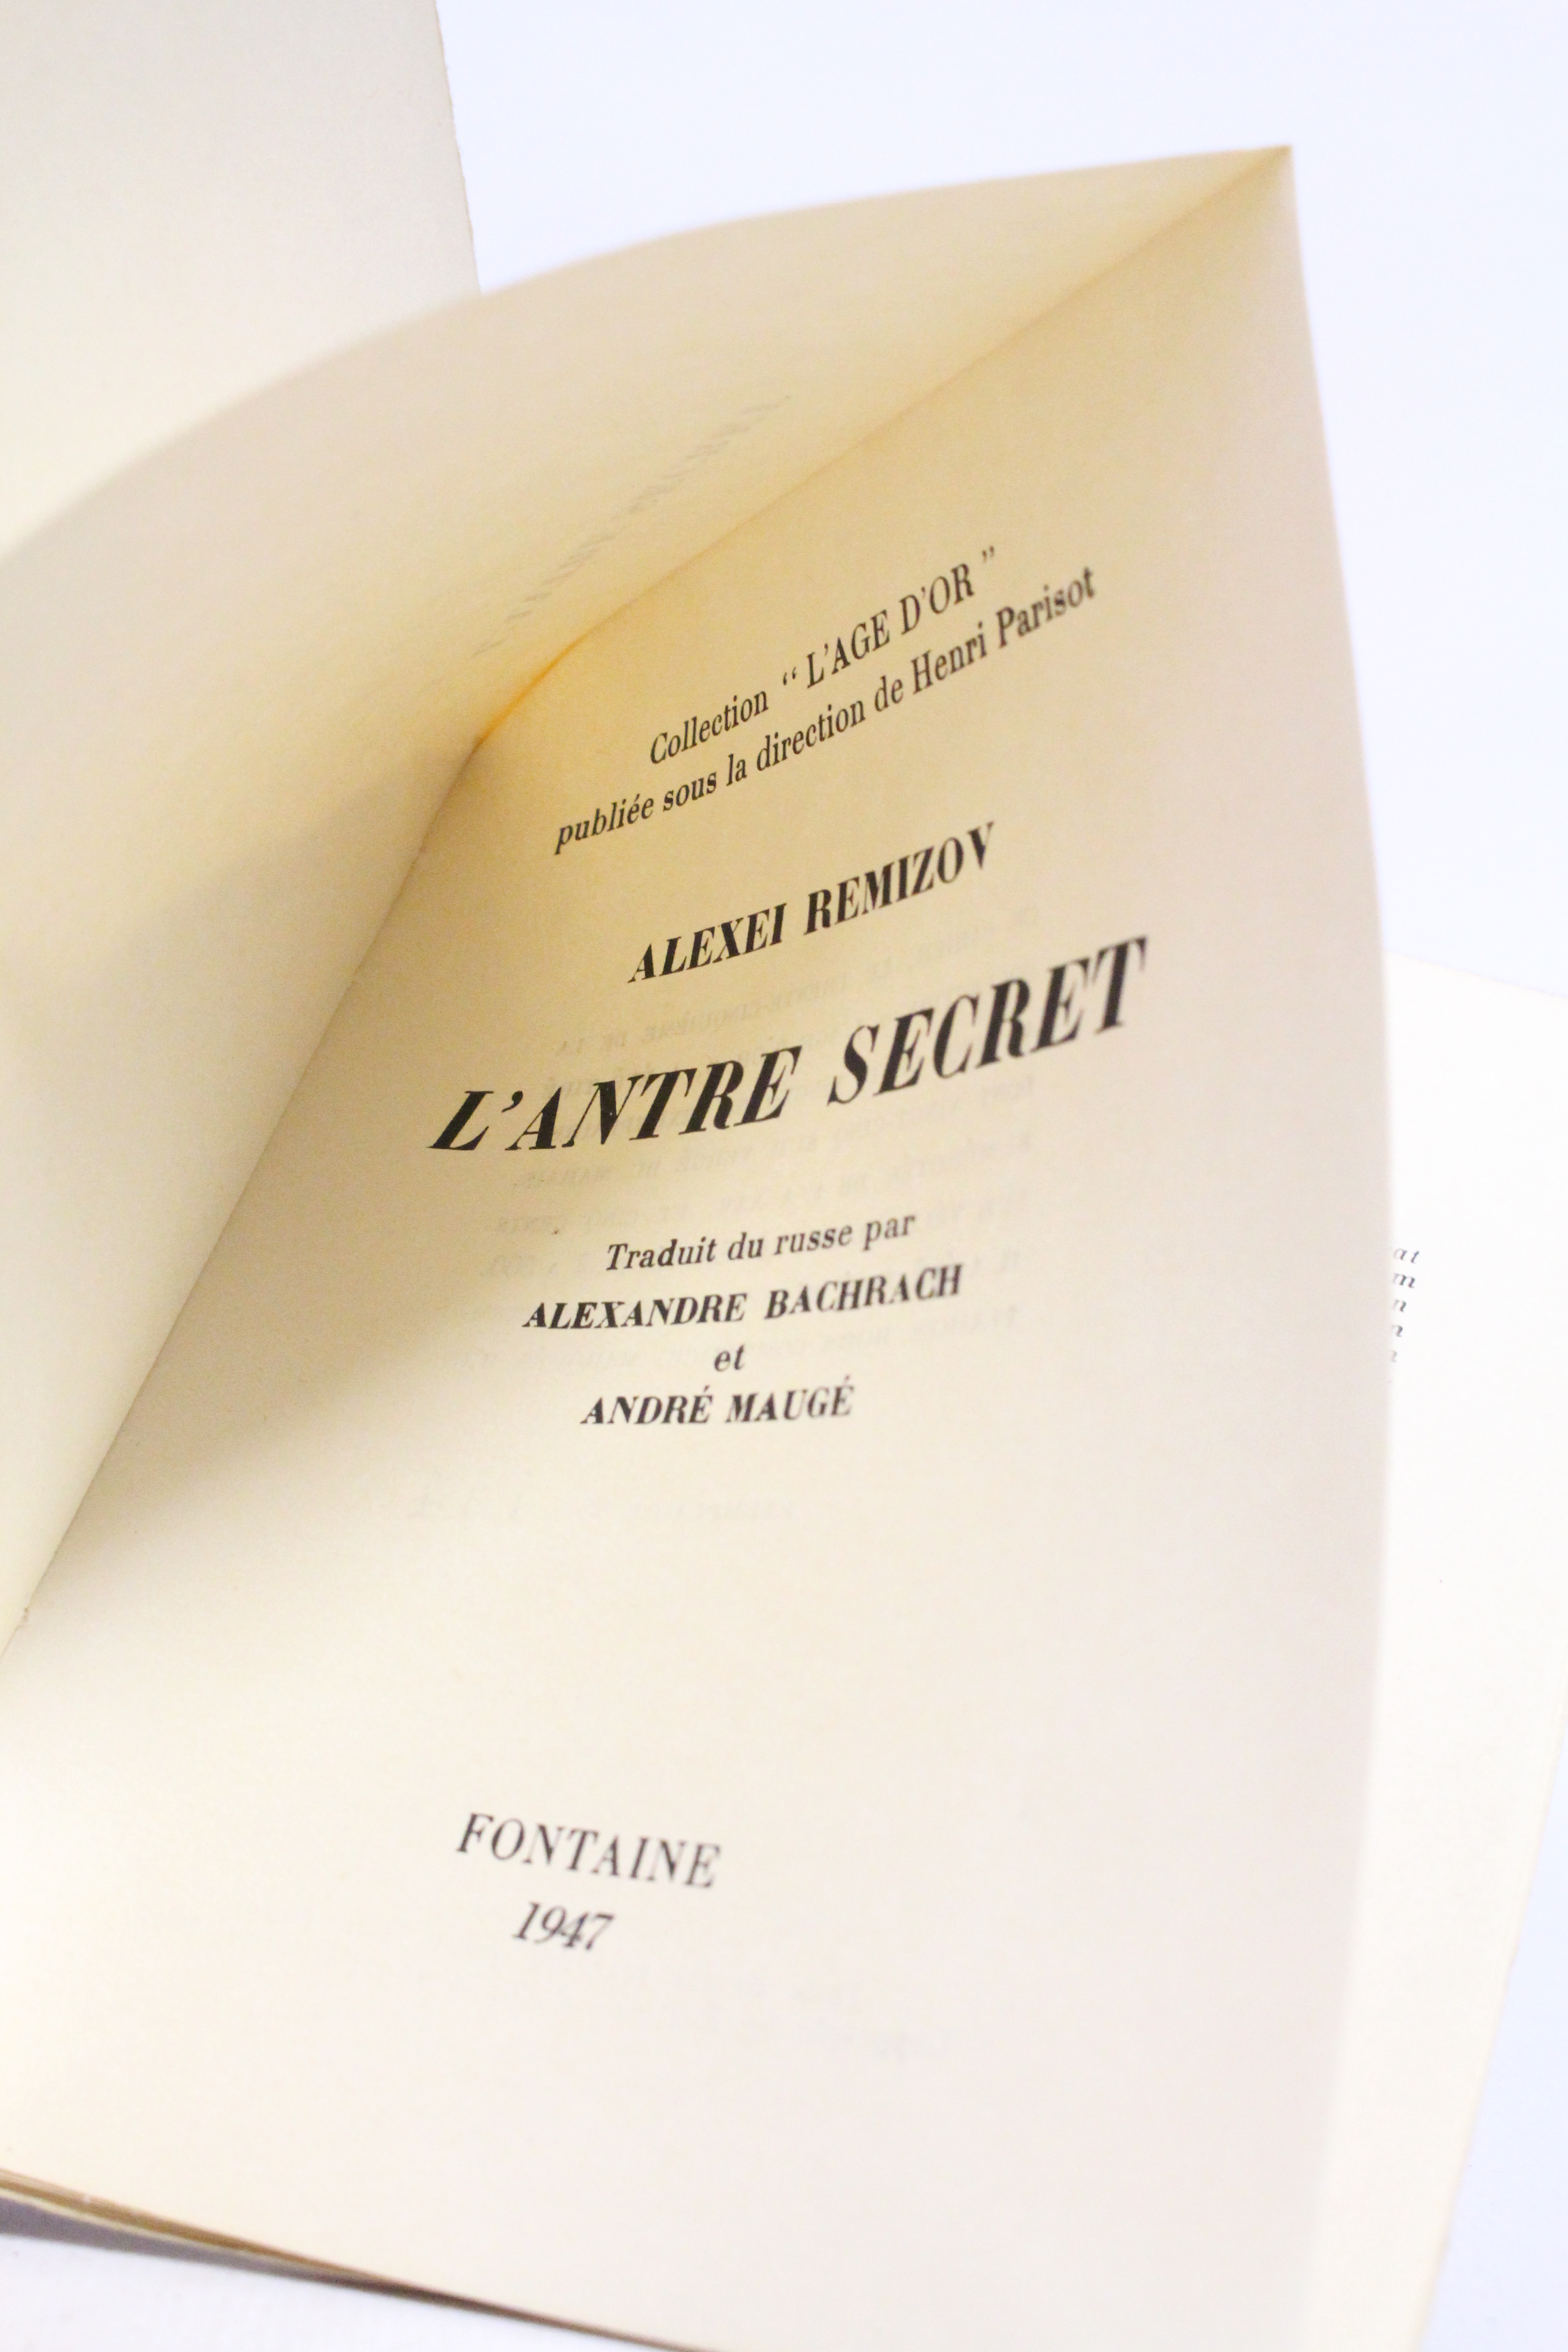 Collection “ L'AGE D'OR ”
publiée sous la direction de Henri Parisot
ALEXEI REMIZOV
L'ANTRE SECRET
Traduit du russe par
ALEXANDRE BACHRACH
et
ANDRÉ MAUGÉ
FONTAINE
1947
at
m
n
n